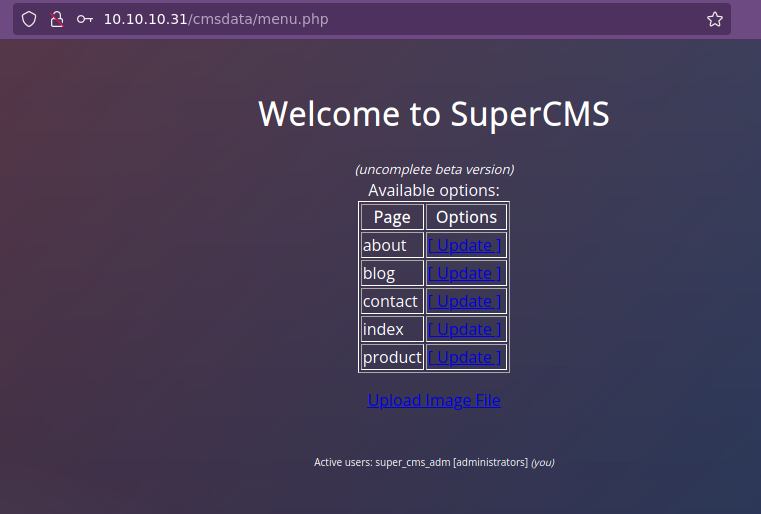 10.10.10.31/cmsdata/menu.php
Welcome to SuperCMS
(uncomplete beta version)
Available options:
Page Options
about [ Update ]
blog [ Update ]
contact [ Update ]
index [ Update ]
product [ Update ]
Upload Image File
Active users: super_cms_adm [administrators] (you)